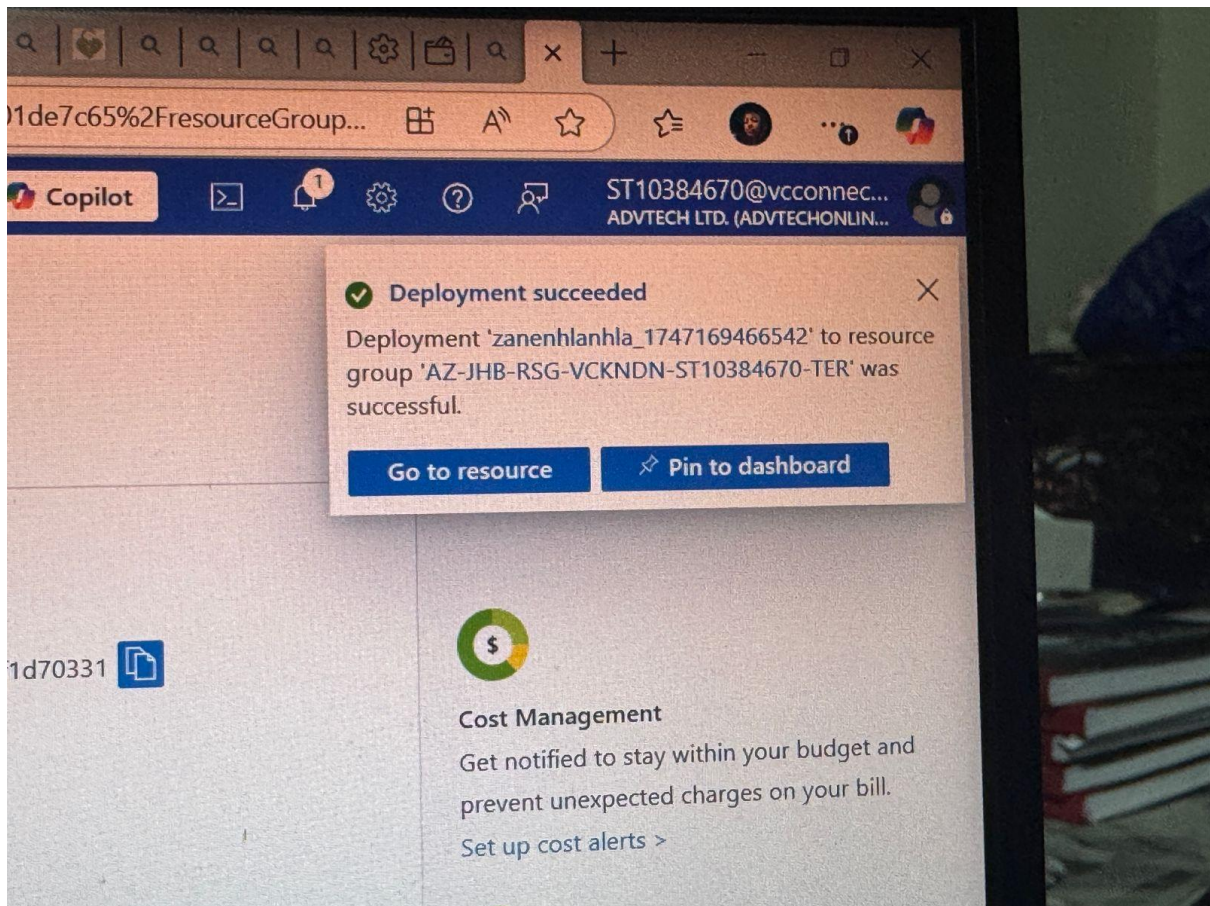 01de7c65%2FresourceGroup...
Copilot
1
ST10384670@vcconnec...
ADVTECH LTD. (ADVTECHONLIN...
Deployment succeeded
Deployment 'zanenhlanhla_1747169466542' to resource
group 'AZ-JHB-RSG-VCKNDN-ST10384670-TER' was
successful.
Go to resource
Pin to dashboard
1d70331
$
Cost Management
Get notified to stay within your budget and
prevent unexpected charges on your bill.
Set up cost alerts >